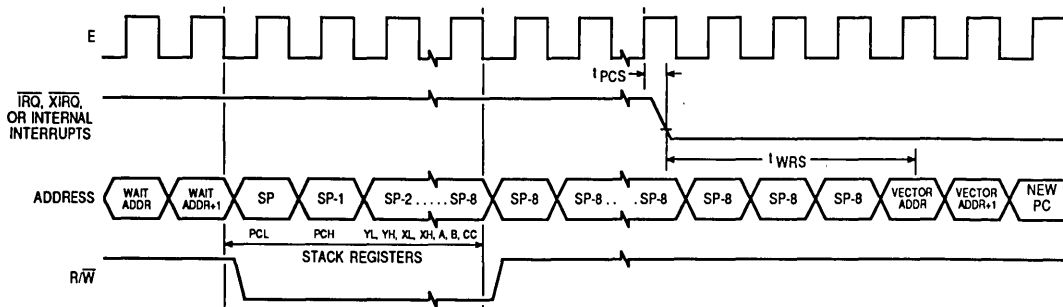 E
t PCS
IRQ, XIRQ,
OR INTERNAL
INTERRUPTS
t WRS
ADDRESS
WAIT ADDR
WAIT ADDR+1
SP
SP-1
SP-2 ..... SP-8
SP-8
SP-8 .. ... SP-8
SP-8
SP-8
SP-8
VECTOR ADDR
VECTOR ADDR+1
NEW PC
PCL
PCH
YL, YH, XL, XH, A, B, CC
STACK REGISTERS
R/W